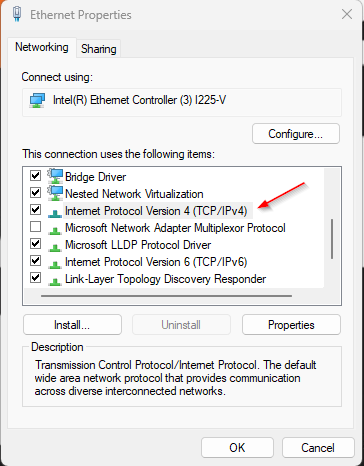 Ethernet Properties
Networking
Sharing
Connect using:
Intel(R) Ethernet Controller (3) I225-V
Configure...
This connection uses the following items:
Bridge Driver
Nested Network Virtualization
Internet Protocol Version 4 (TCP/IPv4)
Microsoft Network Adapter Multiplexor Protocol
Microsoft LLDP Protocol Driver
Internet Protocol Version 6 (TCP/IPv6)
Link-Layer Topology Discovery Responder
Install...
Uninstall
Properties
Description
Transmission Control Protocol/Internet Protocol. The default
wide area network protocol that provides communication
across diverse interconnected networks.
OK
Cancel